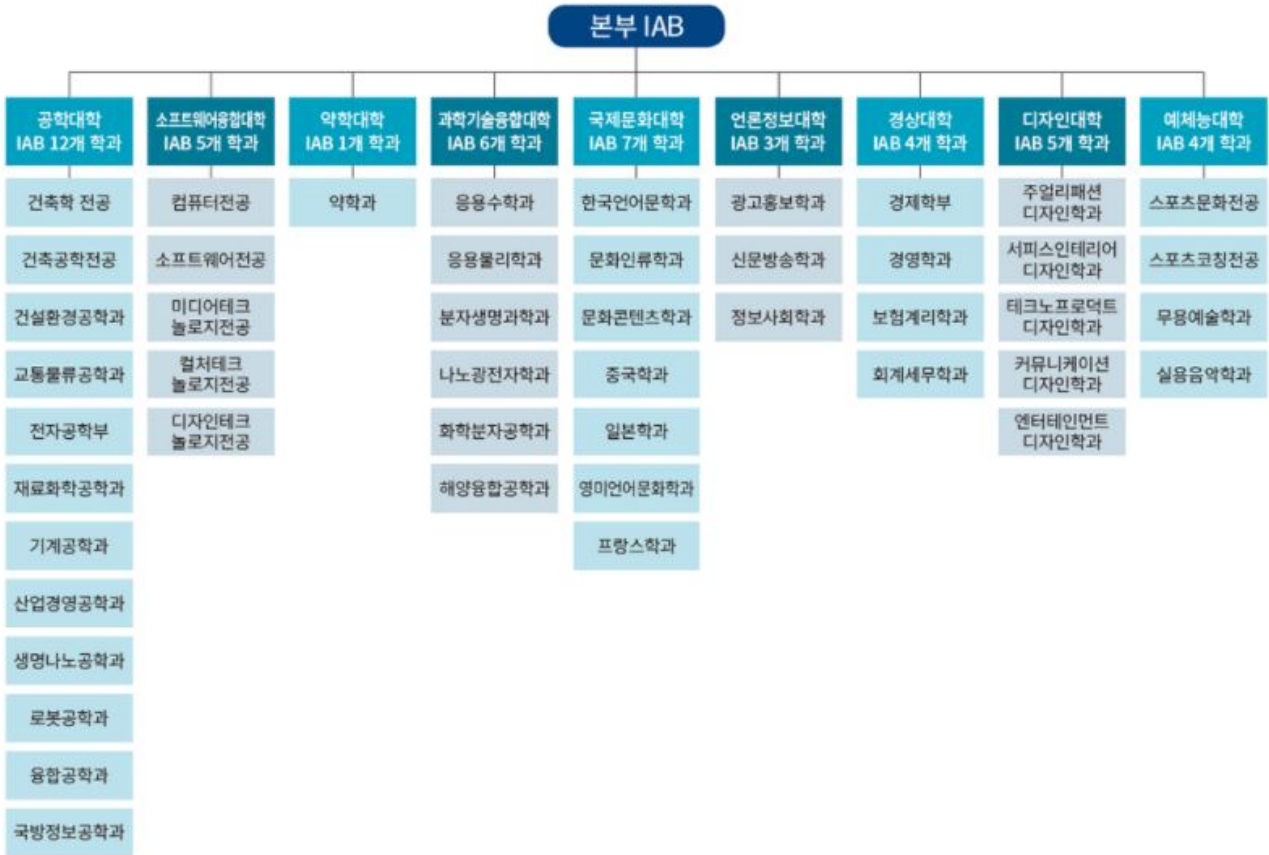 본부 IAB
공학대학
IAB 12개 학과
건축학 전공
건축공학전공
건설환경공학과
교통물류공학과
전자공학부
재료화학공학과
기계공학과
산업경영공학과
생명나노공학과
로봇공학과
융합공학과
국방정보공학과
소프트웨어융합대학
IAB 5개 학과
컴퓨터전공
소프트웨어전공
미디어테크
놀로지전공
컬처테크
놀로지전공
디자인테크
놀로지전공
약학대학
IAB 1개 학과
약학과
과학기술융합대학
IAB 6개 학과
응용수학과
응용물리학과
분자생명과학과
나노광전자학과
화학분자공학과
해양융합공학과
국제문화대학
IAB 7개 학과
한국언어문학과
문화인류학과
문화콘텐츠학과
중국학과
일본학과
영미언어문화학과
프랑스학과
언론정보대학
IAB 3개 학과
광고홍보학과
신문방송학과
정보사회학과
경상대학
IAB 4개 학과
경제학부
경영학과
보험계리학과
회계세무학과
디자인대학
IAB 5개 학과
주얼리패션
디자인학과
서피스인테리어
디자인학과
테크노프로덕트
디자인학과
커뮤니케이션
디자인학과
엔터테인먼트
디자인학과
예체능대학
IAB 4개 학과
스포츠문화전공
스포츠코칭전공
무용예술학과
실용음악학과